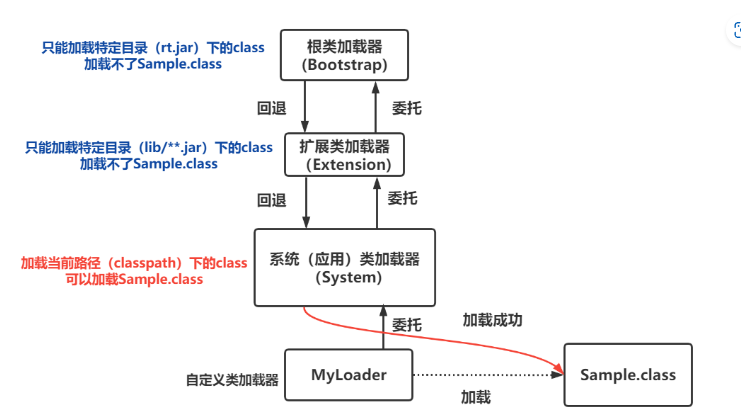 只能加载特定目录（rt.jar）下的class
加载不了Sample.class
根类加载器
（Bootstrap）
回退
委托
只能加载特定目录（lib/**.jar）下的class
加载不了Sample.class
扩展类加载器
（Extension）
回退
委托
加载当前路径（classpath）下的class
可以加载Sample.class
系统（应用）类加载器
（System）
委托
加载成功
自定义类加载器
MyLoader
加载
Sample.class